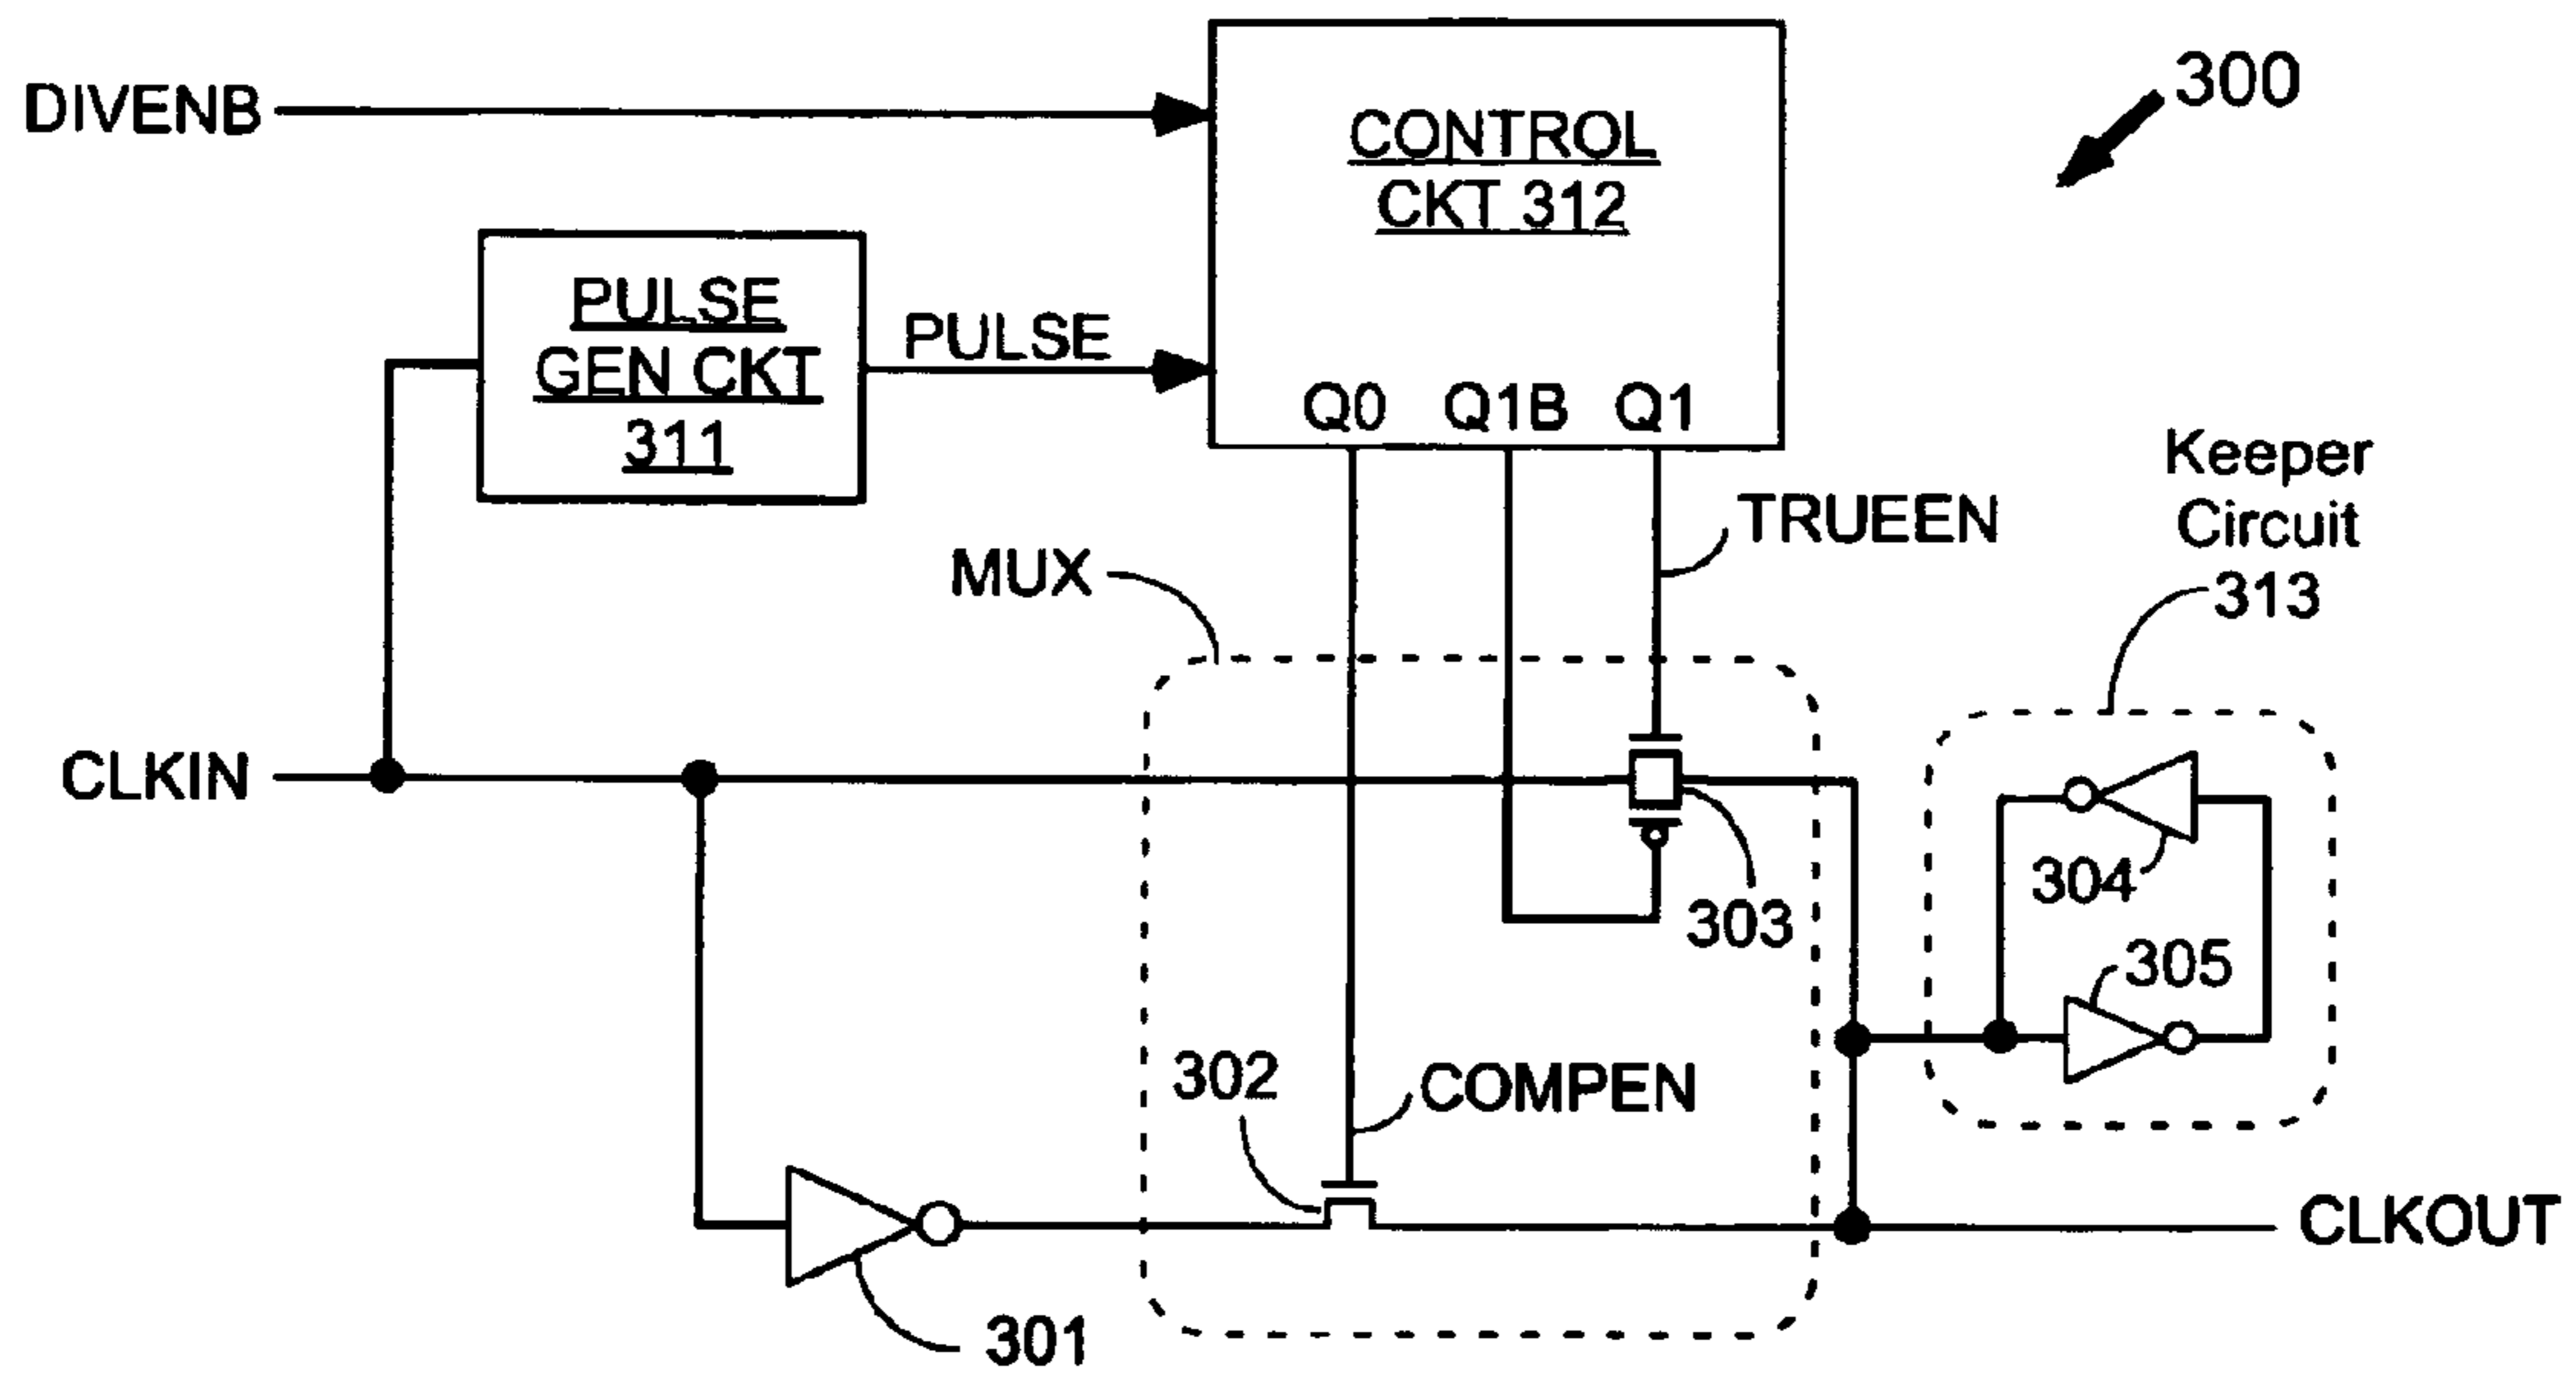 DIVENB
CONTROL
CKT 312
300
PULSE
GEN CKT
311
PULSE
Q0 Q1B Q1
Keeper
Circuit
313
TRUEEN
MUX
CLKIN
303
304
305
302
COMPEN
301
CLKOUT